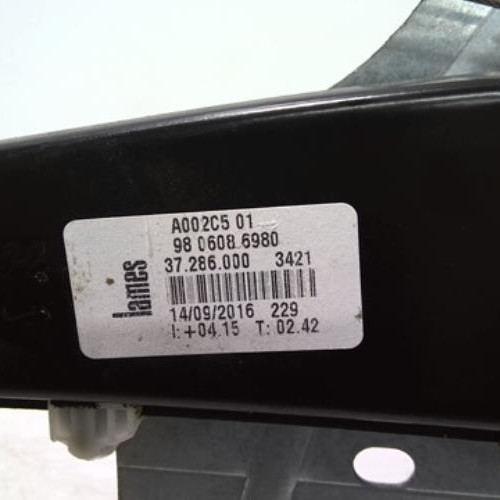 A002C5 01
98 0608 6980
37.286.000 3421
14/09/2016 229
I:+04.15 T: 02.42
lames